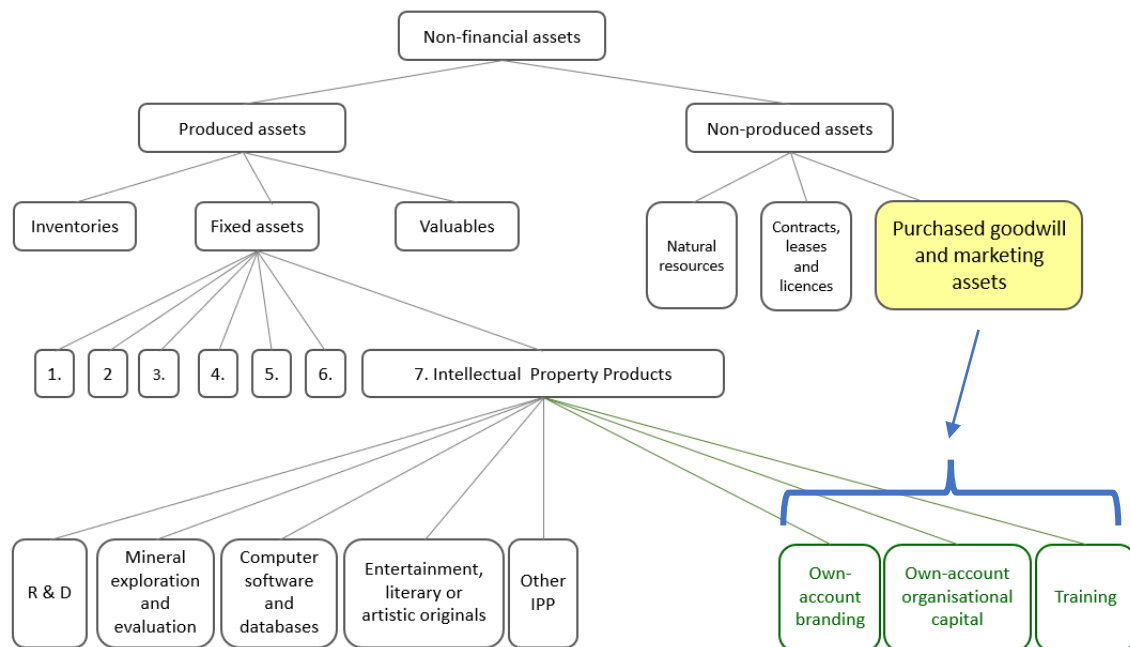 Non-financial assets
Produced assets
Non-produced assets
Inventories
Fixed assets
Valuables
Natural
resources
Contracts,
leases
and
licences
Purchased goodwill
and marketing
assets
1.
2
3.
4.
5.
6.
7. Intellectual Property Products
R & D
Mineral
exploration
and
evaluation
Computer
software
and
databases
Entertainment,
literary or
artistic originals
Other
IPP
Own-
account
branding
Own-account
organisational
capital
Training